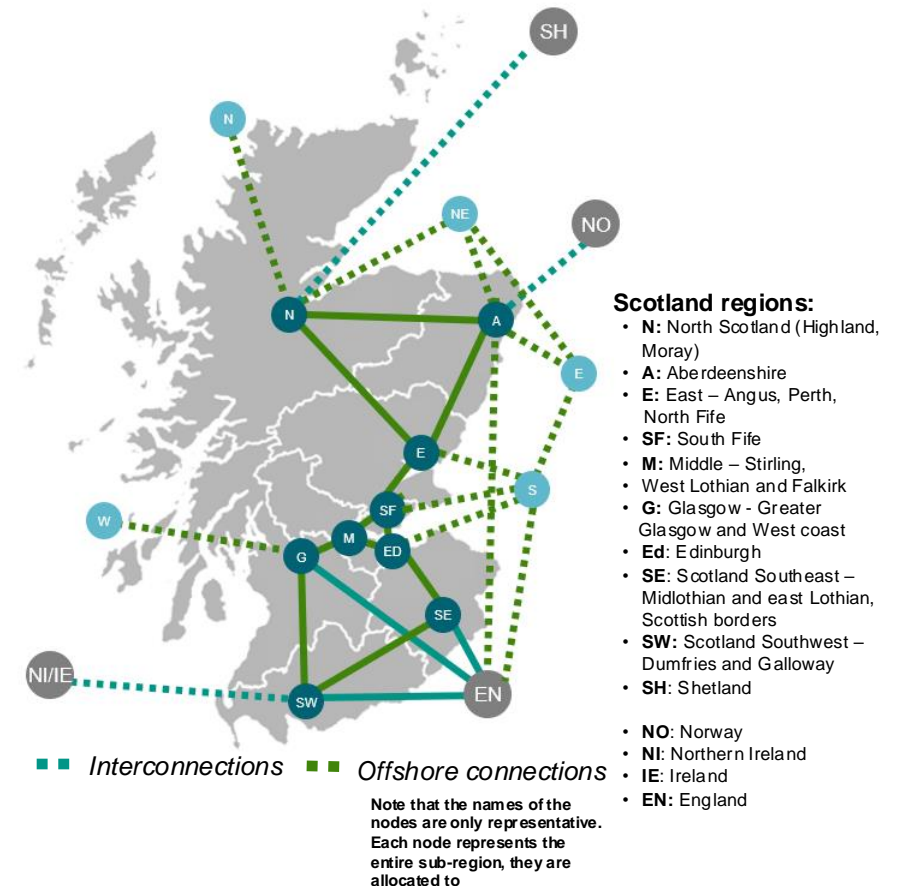 SH
N
NE
NO
N
A
E
E
S
SF
W
M
ED
G
SE
NI/IE
SW
EN
Scotland regions:
• N: North Scotland (Highland,
Moray)
• A: Aberdeenshire
• E: East – Angus, Perth,
North Fife
• SF: South Fife
• M: Middle – Stirling,
• West Lothian and Falkirk
• G: Glasgow - Greater
Glasgow and West coast
• Ed: Edinburgh
• SE: Scotland Southeast –
Midlothian and east Lothian,
Scottish borders
• SW: Scotland Southwest –
Dumfries and Galloway
• SH: Shetland
• NO: Norway
• NI: Northern Ireland
• IE: Ireland
• EN: England
Interconnections
Offshore connections
Note that the names of the
nodes are only representative.
Each node represents the
entire sub-region, they are
allocated to